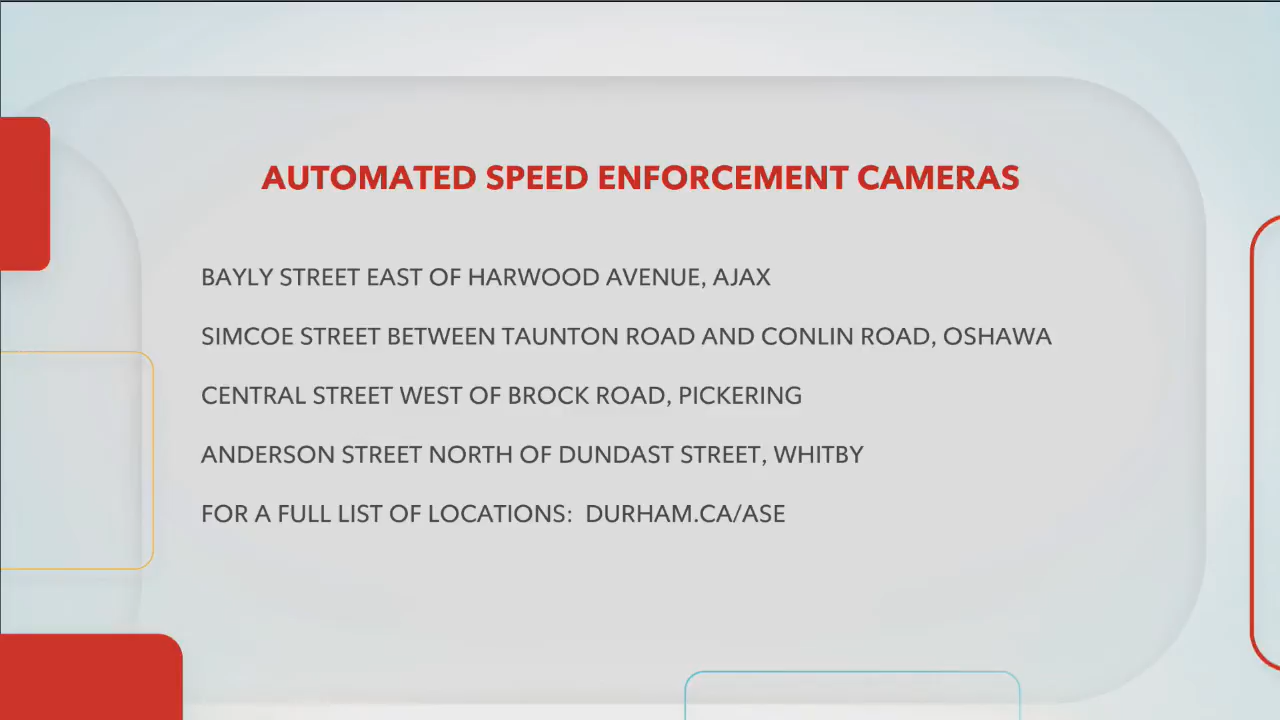 AUTOMATED SPEED ENFORCEMENT CAMERAS
BAYLY STREET EAST OF HARWOOD AVENUE, AJAX
SIMCOE STREET BETWEEN TAUNTON ROAD AND CONLIN ROAD, OSHAWA
CENTRAL STREET WEST OF BROCK ROAD, PICKERING
ANDERSON STREET NORTH OF DUNDAST STREET, WHITBY
FOR A FULL LIST OF LOCATIONS:  DURHAM.CA/ASE